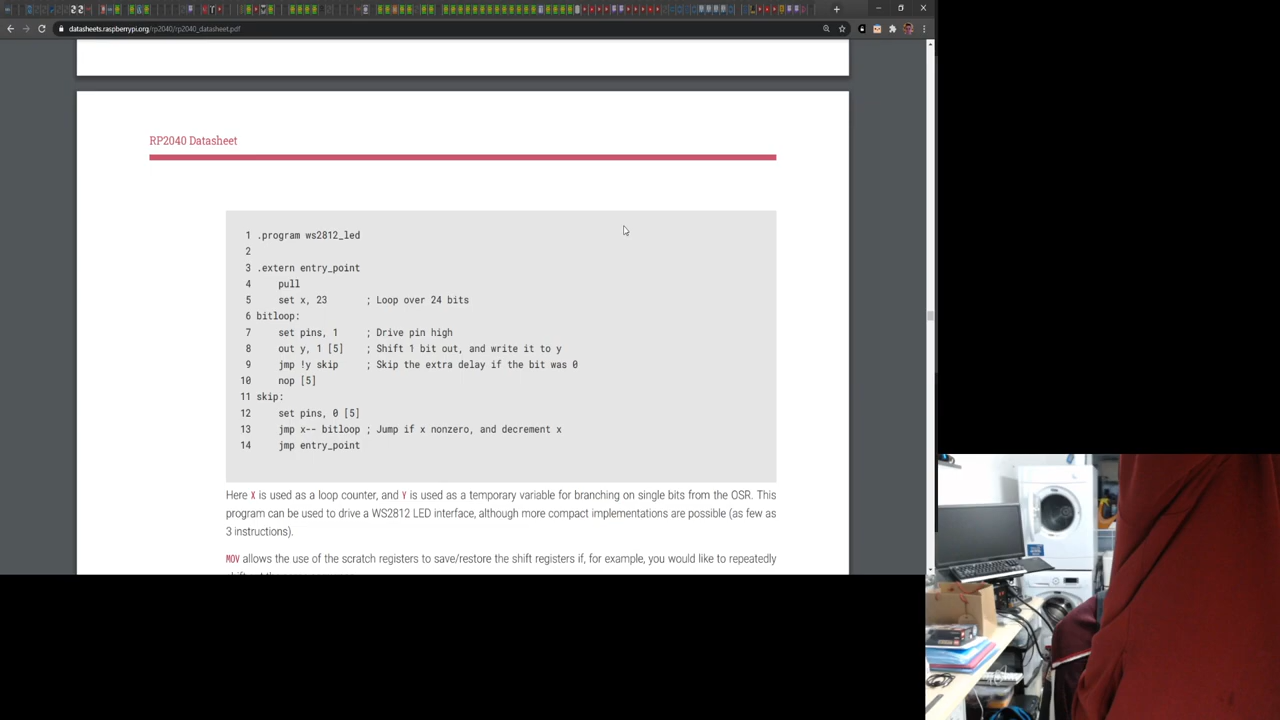 datasheets.raspberrypi.org/rp2040/rp2040_datasheet.pdf
RP2040 Datasheet
1 .program ws2812_led
2
3 .extern entry_point
4 pull
5 set x, 23 ; Loop over 24 bits
6 bitloop:
7 set pins, 1 ; Drive pin high
8 out y, 1 [5] ; Shift 1 bit out, and write it to y
9 jmp !y skip ; Skip the extra delay if the bit was 0
10 nop [5]
11 skip:
12 set pins, 0 [5]
13 jmp x-- bitloop ; Jump if x nonzero, and decrement x
14 jmp entry_point
Here X is used as a loop counter, and Y is used as a temporary variable for branching on single bits from the OSR. This
program can be used to drive a WS2812 LED interface, although more compact implementations are possible (as few as
3 instructions).
MOV allows the use of the scratch registers to save/restore the shift registers if, for example, you would like to repeatedly